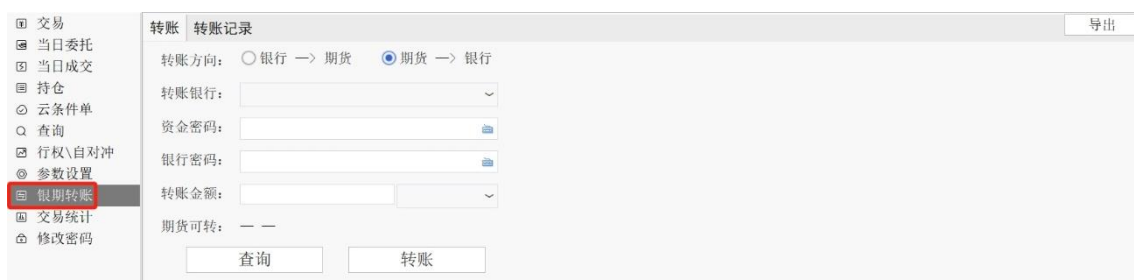 交易
当日委托
当日成交
持仓
云条件单
查询
行权\自对冲
参数设置
银期转账
交易统计
修改密码
转账 转账记录 导出
转账方向： 银行 —> 期货 期货 —> 银行
转账银行：
资金密码：
银行密码：
转账金额：
期货可转： — —
查询 转账